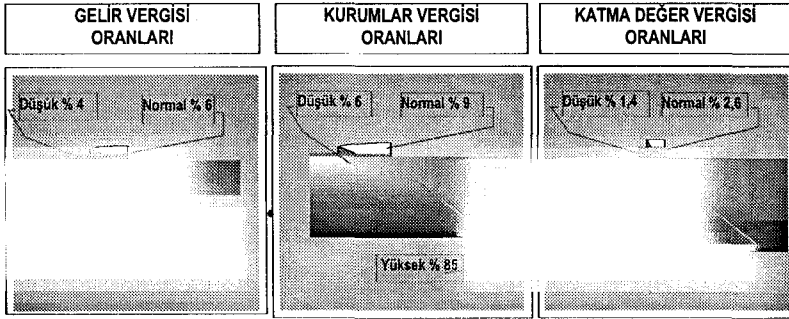 GELİR VERGİSİ
ORANLARI
KURUMLAR VERGİSİ
ORANLARI
KATMA DEĞER VERGİSİ
ORANLARI
Düşük % 4
Normal % 6
Düşük % 6
Normal % 9
Yüksek % 85
Düşük % 1,4
Normal % 2,6